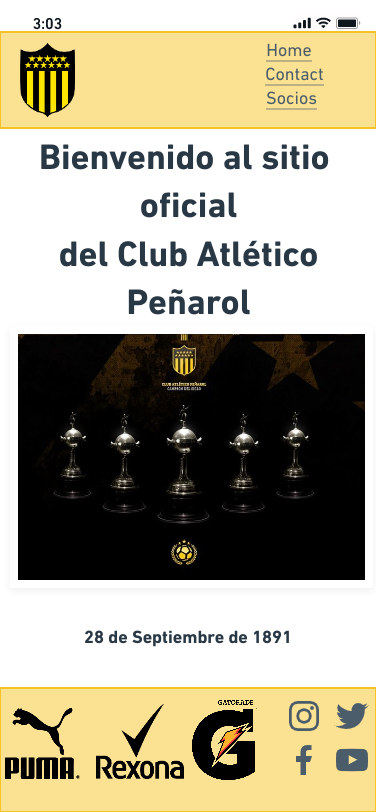 3:03
Home
Contact
Socios
Bienvenido al sitio
oficial
del Club Atlético
Peñarol
CLUB ATLÉTICO PEÑAROL
CAMPEÓN DEL SIGLO
28 de Septiembre de 1891
GATORADE
G
PUMA
Rexona